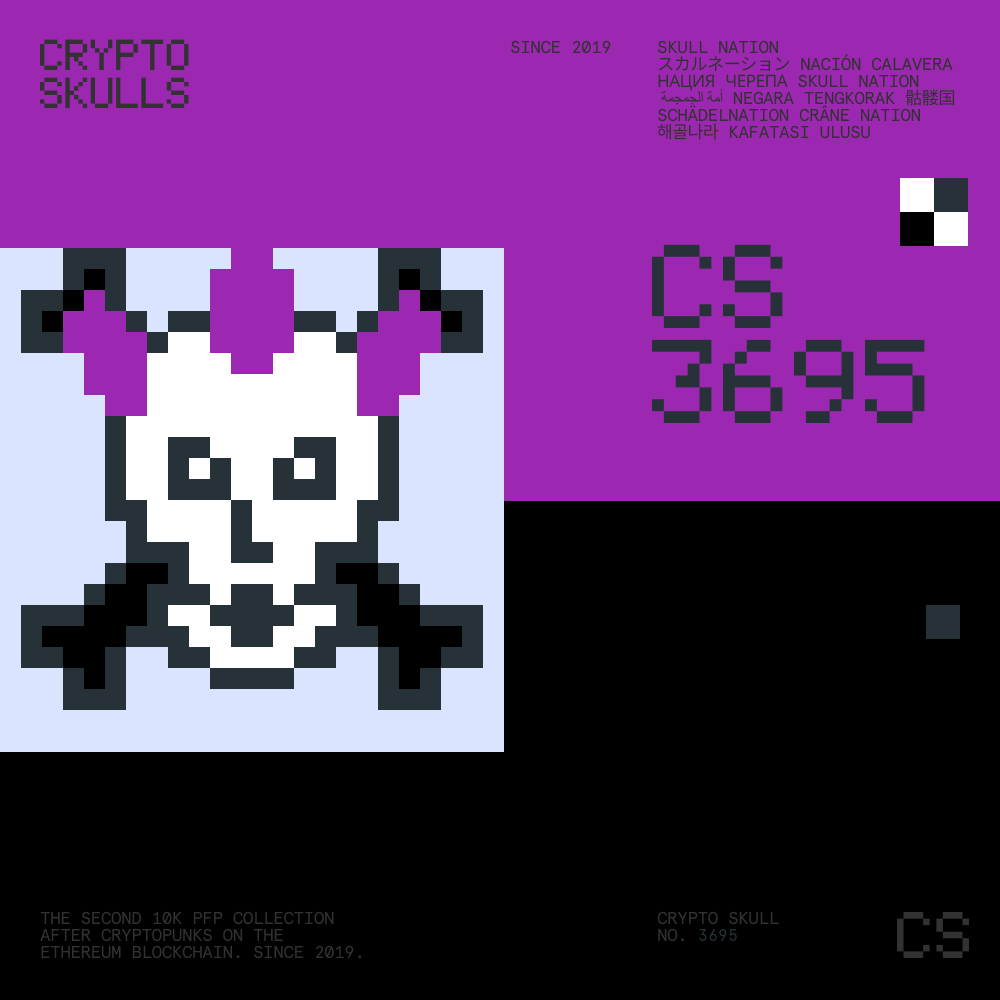 CRYPTO
SKULLS
SINCE 2019
SKULL NATION
スカルネーション NACIÓN CALAVERA
НАЦИЯ ЧЕРЕПА SKULL NATION
أمة الجمجمة NEGARA TENGKORAK 骷髅国
SCHÄDELNATION CRÂNE NATION
해골나라 KAFATASI ULUSU
CS
3695
THE SECOND 10K PFP COLLECTION
AFTER CRYPTOPUNKS ON THE
ETHEREUM BLOCKCHAIN. SINCE 2019.
CRYPTO SKULL
NO. 3695
CS